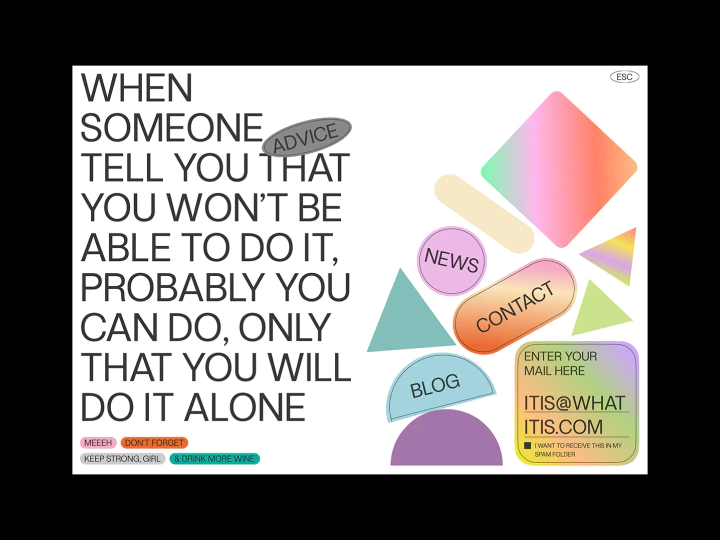 ESC
WHEN
SOMEONE
ADVICE
TELL YOU THAT
YOU WON'T BE
ABLE TO DO IT,
PROBABLY YOU
CAN DO, ONLY
THAT YOU WILL
DO IT ALONE
MEEEH
DON'T FORGET
KEEP STRONG, GIRL
& DRINK MORE WINE
NEWS
CONTACT
BLOG
ENTER YOUR
MAIL HERE
ITIS@WHAT
ITIS.COM
I WANT TO RECEIVE THIS IN MY
SPAM FOLDER